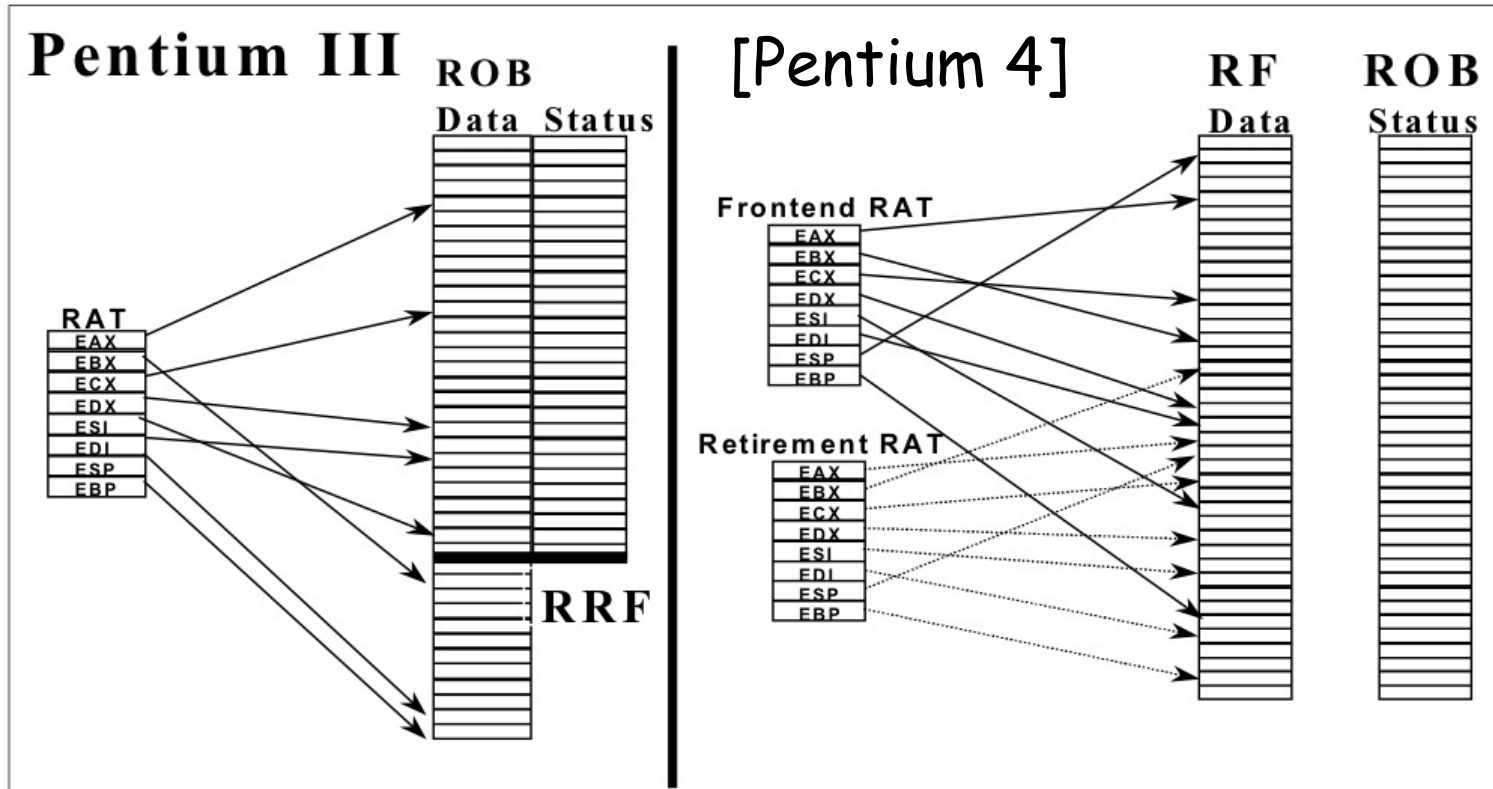 Pentium III
ROB
Data Status
RAT
EAX
EBX
ECX
EDX
ESI
EDI
ESP
EBP
RRF
[Pentium 4]
RF
Data
ROB
Status
Frontend RAT
EAX
EBX
ECX
EDX
ESI
EDI
ESP
EBP
Retirement RAT
EAX
EBX
ECX
EDX
ESI
EDI
ESP
EBP